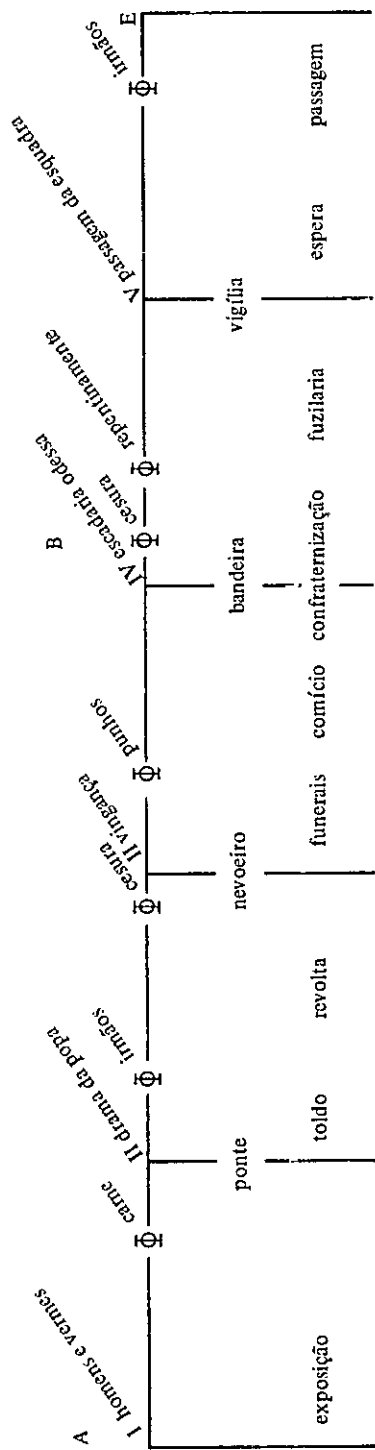 A
B
E
I homens e vermes
carne
II drama da popa
irmãos
cesura
II vingança
punhos
IV escadaria odessa
cesura
repentinamente
V passagem da esquadra
irmãos
ponte
nevoeiro
bandeira
vigília
exposição
toldo
revolta
funerais
comício
confraternização
fuzilaria
espera
passagem